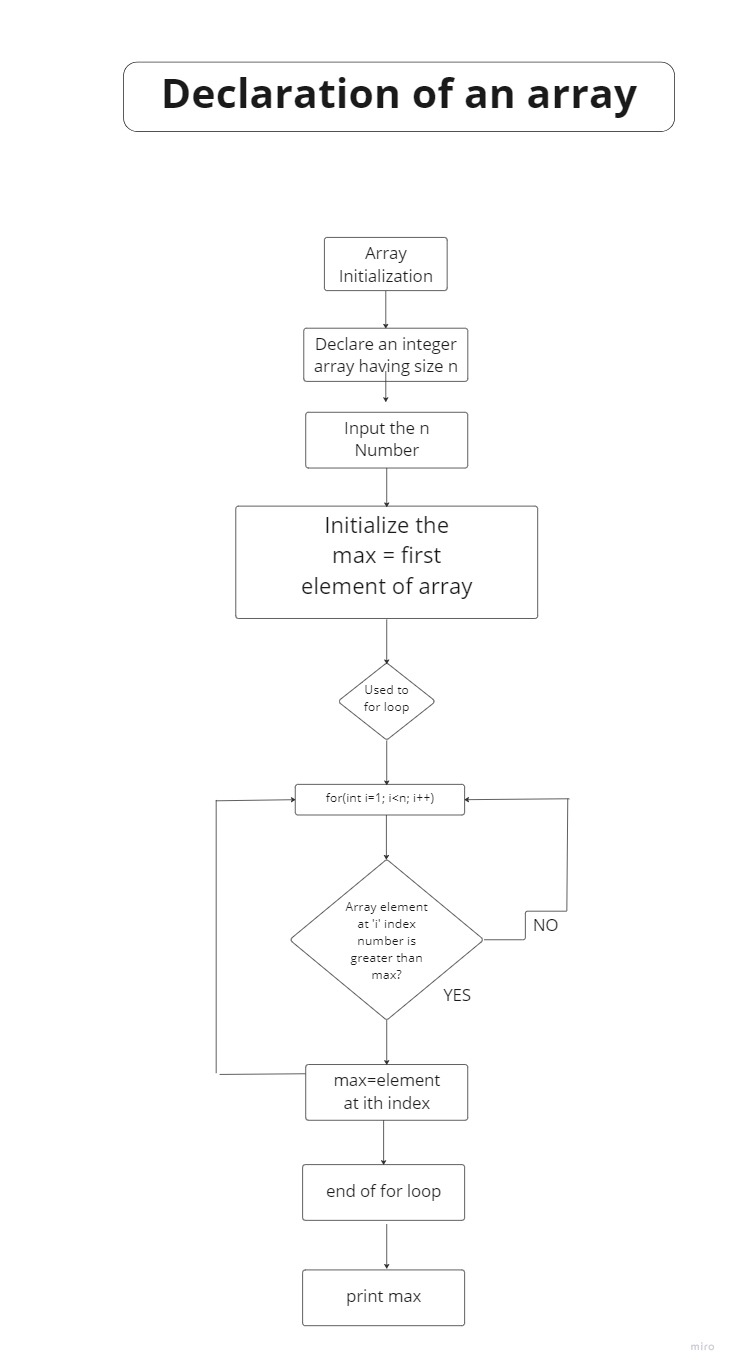 Declaration of an array
Array
Initialization
Declare an integer
array having size n
Input the n
Number
Initialize the
max = first
element of array
Used to
for loop
for(int i=1; i<n; i++)
Array element
at 'i' index
number is
greater than
max?
NO
YES
max=element
at ith index
end of for loop
print max
miro